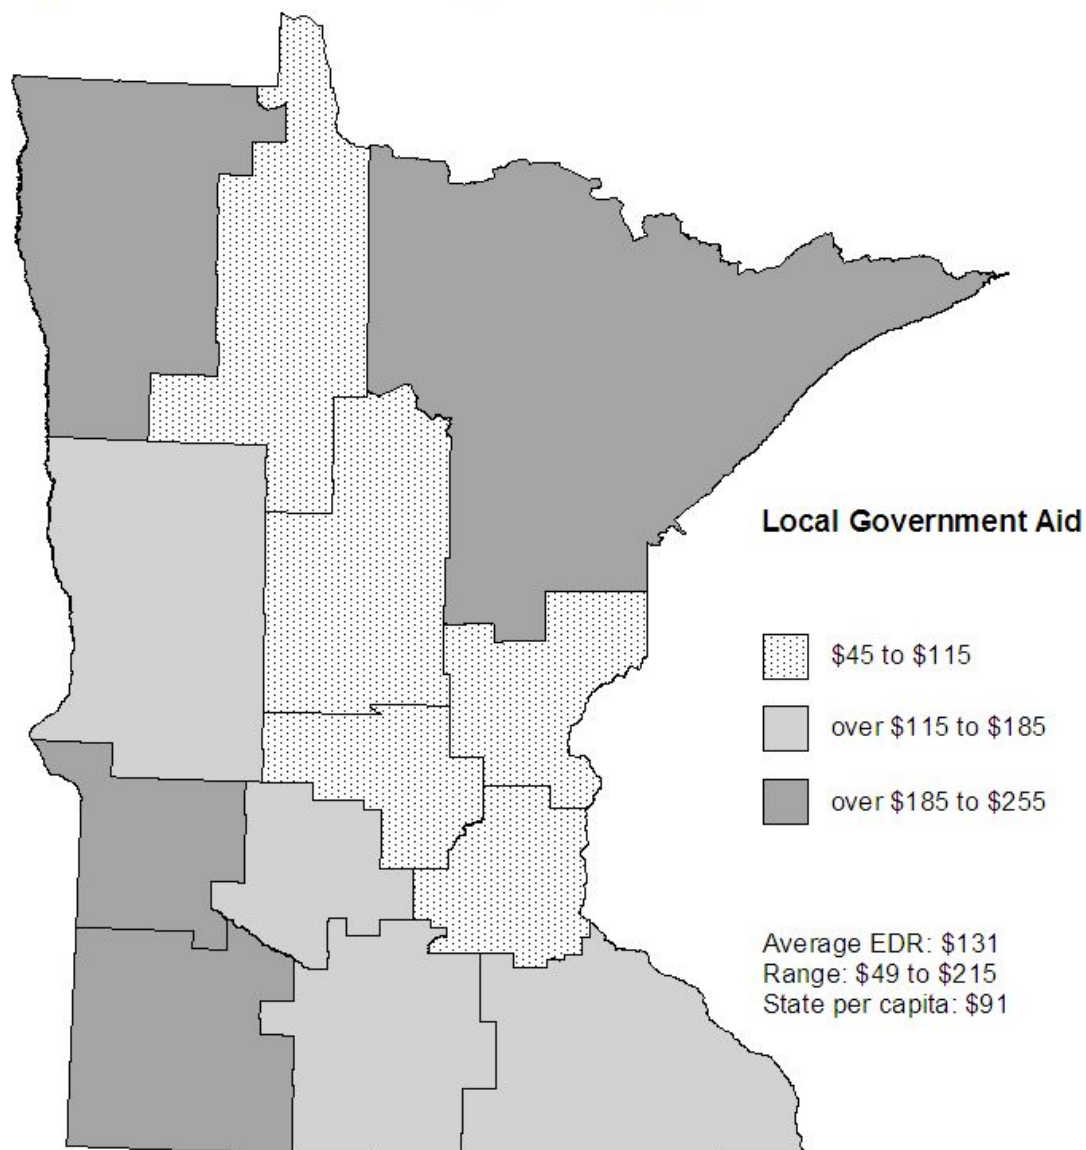 Local Government Aid
$45 to $115
over $115 to $185
over $185 to $255
Average EDR: $131
Range: $49 to $215
State per capita: $91